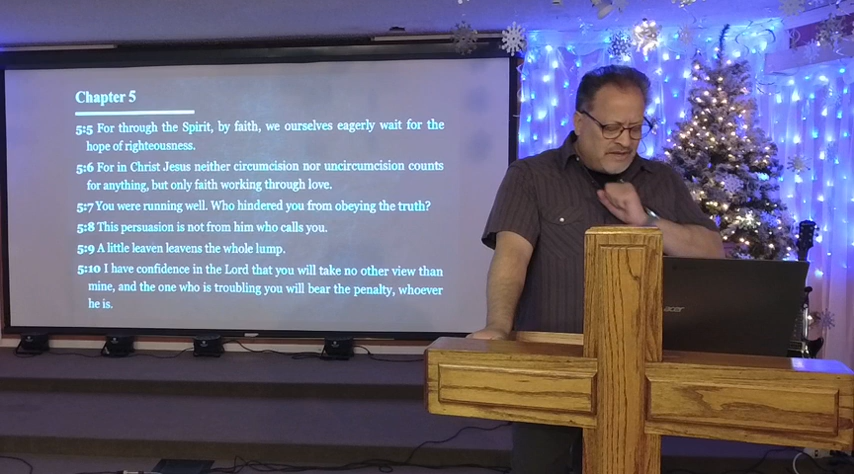 Chapter 5
5:5 For through the Spirit, by faith, we ourselves eagerly wait for the
hope of righteousness.
5:6 For in Christ Jesus neither circumcision nor uncircumcision counts
for anything, but only faith working through love.
5:7 You were running well. Who hindered you from obeying the truth?
5:8 This persuasion is not from him who calls you.
5:9 A little leaven leavens the whole lump.
5:10 I have confidence in the Lord that you will take no other view than
mine, and the one who is troubling you will bear the penalty, whoever
he is.
acer